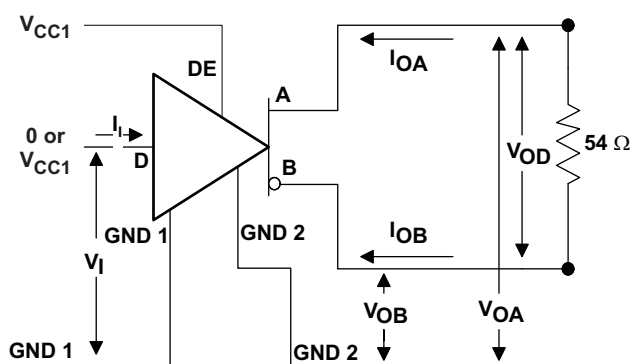 VCC1
DE
A
IOA
0 or
VCC1
II
D
B
VOD
54 Ω
GND 1
GND 2
IOB
VI
VOB
VOA
GND 1
GND 2